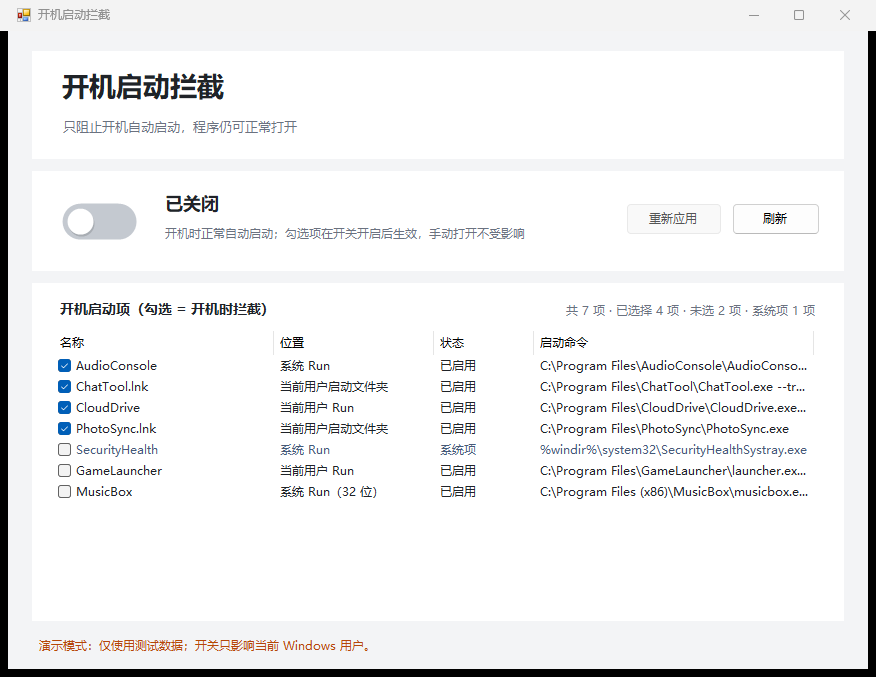 开机启动拦截
开机启动拦截
只阻止开机自动启动，程序仍可正常打开
已关闭
开机时正常自动启动；勾选项在开关开启后生效，手动打开不受影响
重新应用 刷新
开机启动项（勾选 = 开机时拦截） 共 7 项 · 已选择 4 项 · 未选 2 项 · 系统项 1 项
名称 位置 状态 启动命令
AudioConsole 系统 Run 已启用 C:\Program Files\AudioConsole\AudioConso...
ChatTool.lnk 当前用户启动文件夹 已启用 C:\Program Files\ChatTool\ChatTool.exe --tr...
CloudDrive 当前用户 Run 已启用 C:\Program Files\CloudDrive\CloudDrive.exe...
PhotoSync.lnk 当前用户启动文件夹 已启用 C:\Program Files\PhotoSync\PhotoSync.exe
SecurityHealth 系统 Run 系统项 %windir%\system32\SecurityHealthSystray.exe
GameLauncher 当前用户 Run 已启用 C:\Program Files\GameLauncher\launcher.ex...
MusicBox 系统 Run（32 位） 已启用 C:\Program Files (x86)\MusicBox\musicbox.e...
演示模式：仅使用测试数据；开关只影响当前 Windows 用户。